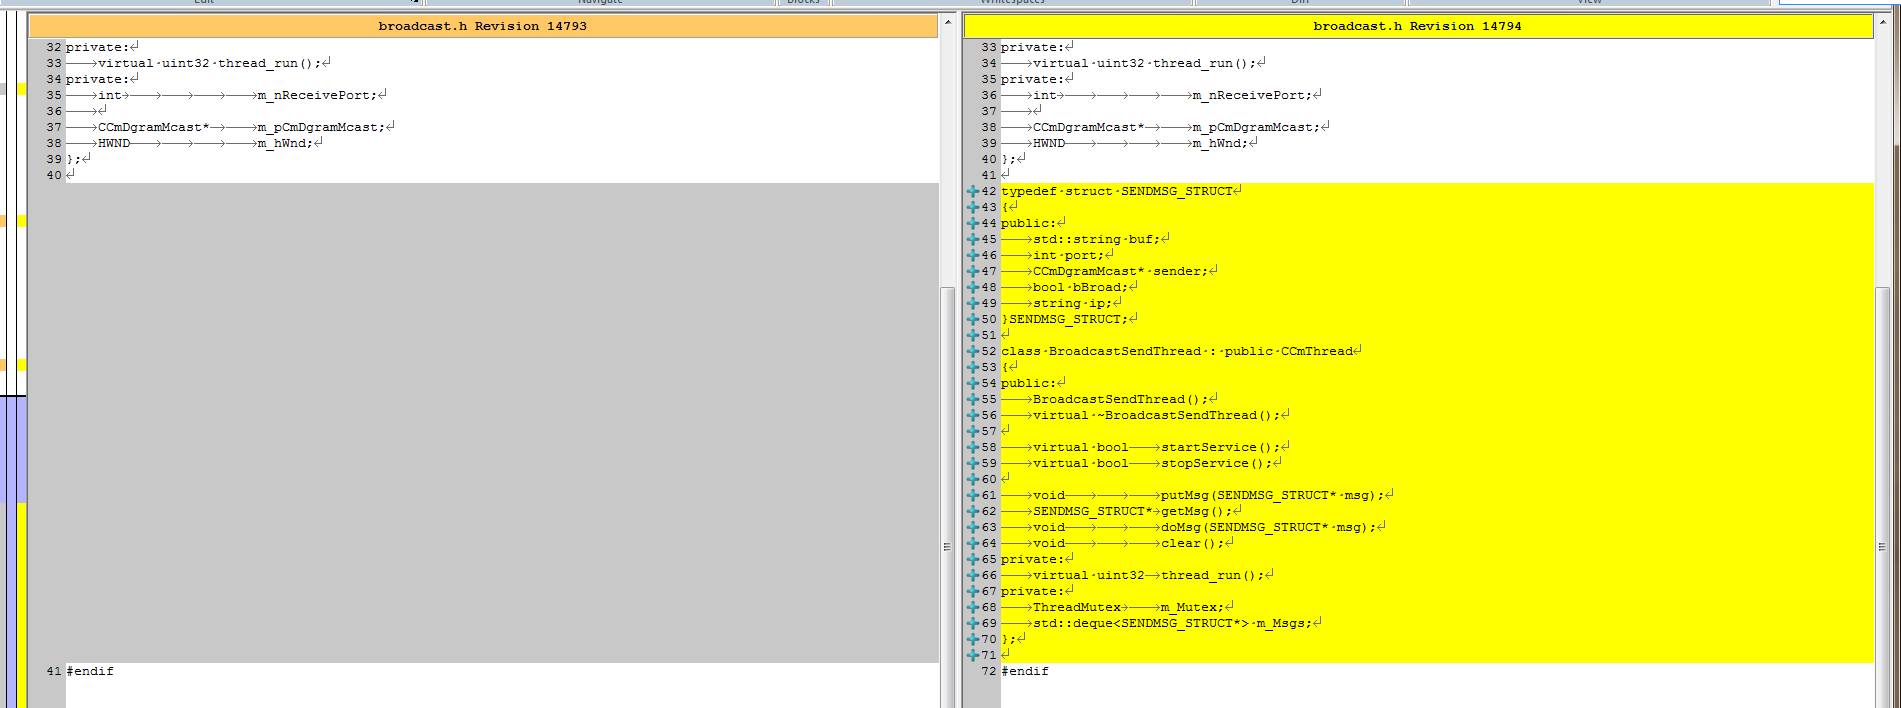 Edit
Navigate
Blocks
Whitespaces
Diff
View
broadcast.h Revision 14793
32 private:
33 virtual uint32 thread_run();
34 private:
35 int m_nReceivePort;
36
37 CCmDgramMcast* m_pCmDgramMcast;
38 HWND m_hWnd;
39 };
40
41 #endif
broadcast.h Revision 14794
33 private:
34 virtual uint32 thread_run();
35 private:
36 int m_nReceivePort;
37
38 CCmDgramMcast* m_pCmDgramMcast;
39 HWND m_hWnd;
40 };
41
42 typedef struct SENDMSG_STRUCT
43 {
44 public:
45 std::string buf;
46 int port;
47 CCmDgramMcast* sender;
48 bool bBroad;
49 string ip;
50 }SENDMSG_STRUCT;
51
52 class BroadcastSendThread : public CCmThread
53 {
54 public:
55 BroadcastSendThread();
56 virtual ~BroadcastSendThread();
57
58 virtual bool startService();
59 virtual bool stopService();
60
61 void putMsg(SENDMSG_STRUCT* msg);
62 SENDMSG_STRUCT* getMsg();
63 void doMsg(SENDMSG_STRUCT* msg);
64 void clear();
65 private:
66 virtual uint32 thread_run();
67 private:
68 ThreadMutex m_Mutex;
69 std::deque<SENDMSG_STRUCT*> m_Msgs;
70 };
71
72 #endif